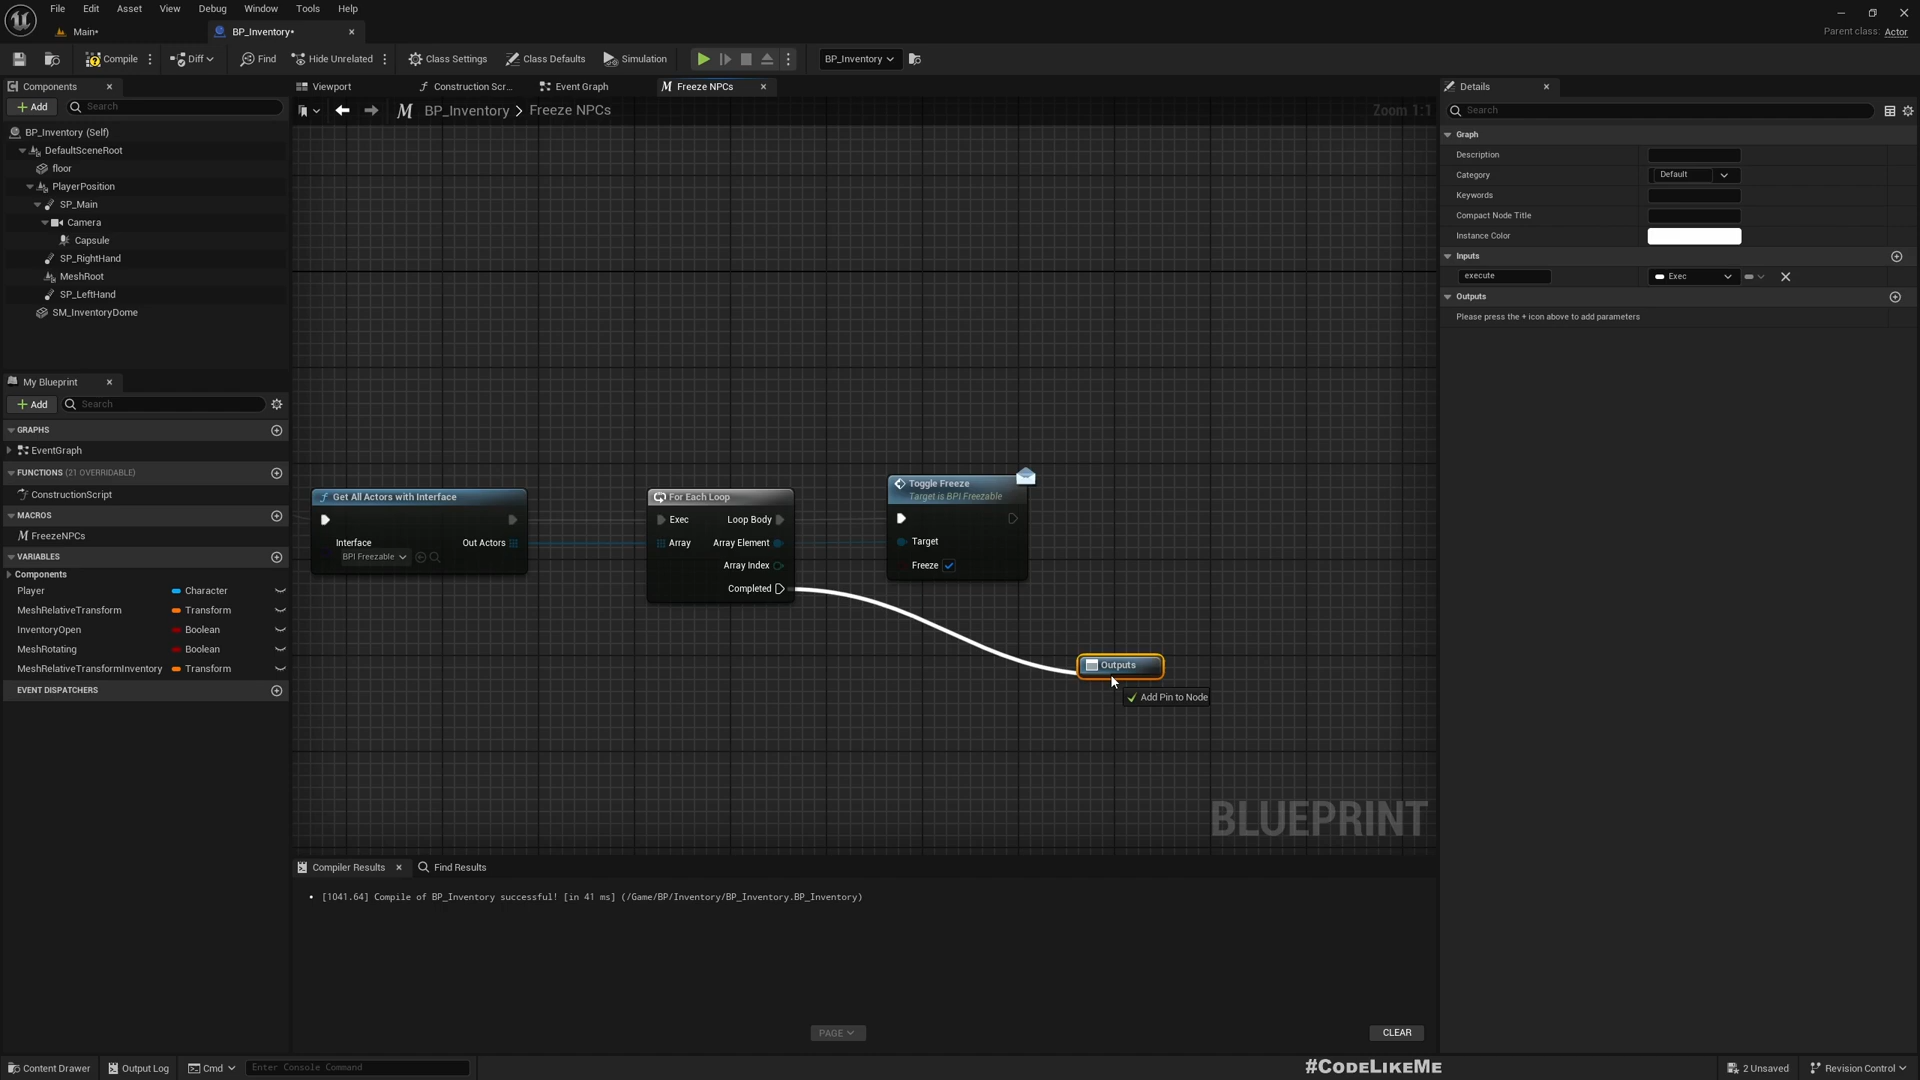 File Edit Asset View Debug Window Tools Help
Main•
BP_Inventory•
Parent class: Actor
Compile
Diff
Find
Hide Unrelated
Class Settings
Class Defaults
Simulation
BP_Inventory
Components
Add
Search
BP_Inventory (Self)
DefaultSceneRoot
floor
PlayerPosition
SP_Main
Camera
Capsule
SP_RightHand
MeshRoot
SP_LeftHand
SM_InventoryDome
My Blueprint
Add
Search
GRAPHS
EventGraph
FUNCTIONS (21 OVERRIDABLE)
ConstructionScript
MACROS
FreezeNPCs
VARIABLES
Components
Player Character
MeshRelativeTransform Transform
InventoryOpen Boolean
MeshRotating Boolean
MeshRelativeTransformInventory Transform
EVENT DISPATCHERS
Viewport
Construction Scr...
Event Graph
Freeze NPCs
BP_Inventory > Freeze NPCs
Zoom 1:1
Get All Actors with Interface
Interface
BPI Freezable
Out Actors
For Each Loop
Exec
Loop Body
Array
Array Element
Array Index
Completed
Toggle Freeze
Target is BPI Freezable
Target
Freeze
Outputs
Add Pin to Node
BLUEPRINT
Compiler Results
Find Results
• [1041.64] Compile of BP_Inventory successful! [in 41 ms] (/Game/BP/Inventory/BP_Inventory.BP_Inventory)
PAGE
CLEAR
Details
Search
Graph
Description
Category Default
Keywords
Compact Node Title
Instance Color
Inputs
execute Exec
Outputs
Please press the + icon above to add parameters
Content Drawer
Output Log
Cmd
Enter Console Command
#CODELIKEME
2 Unsaved
Revision Control